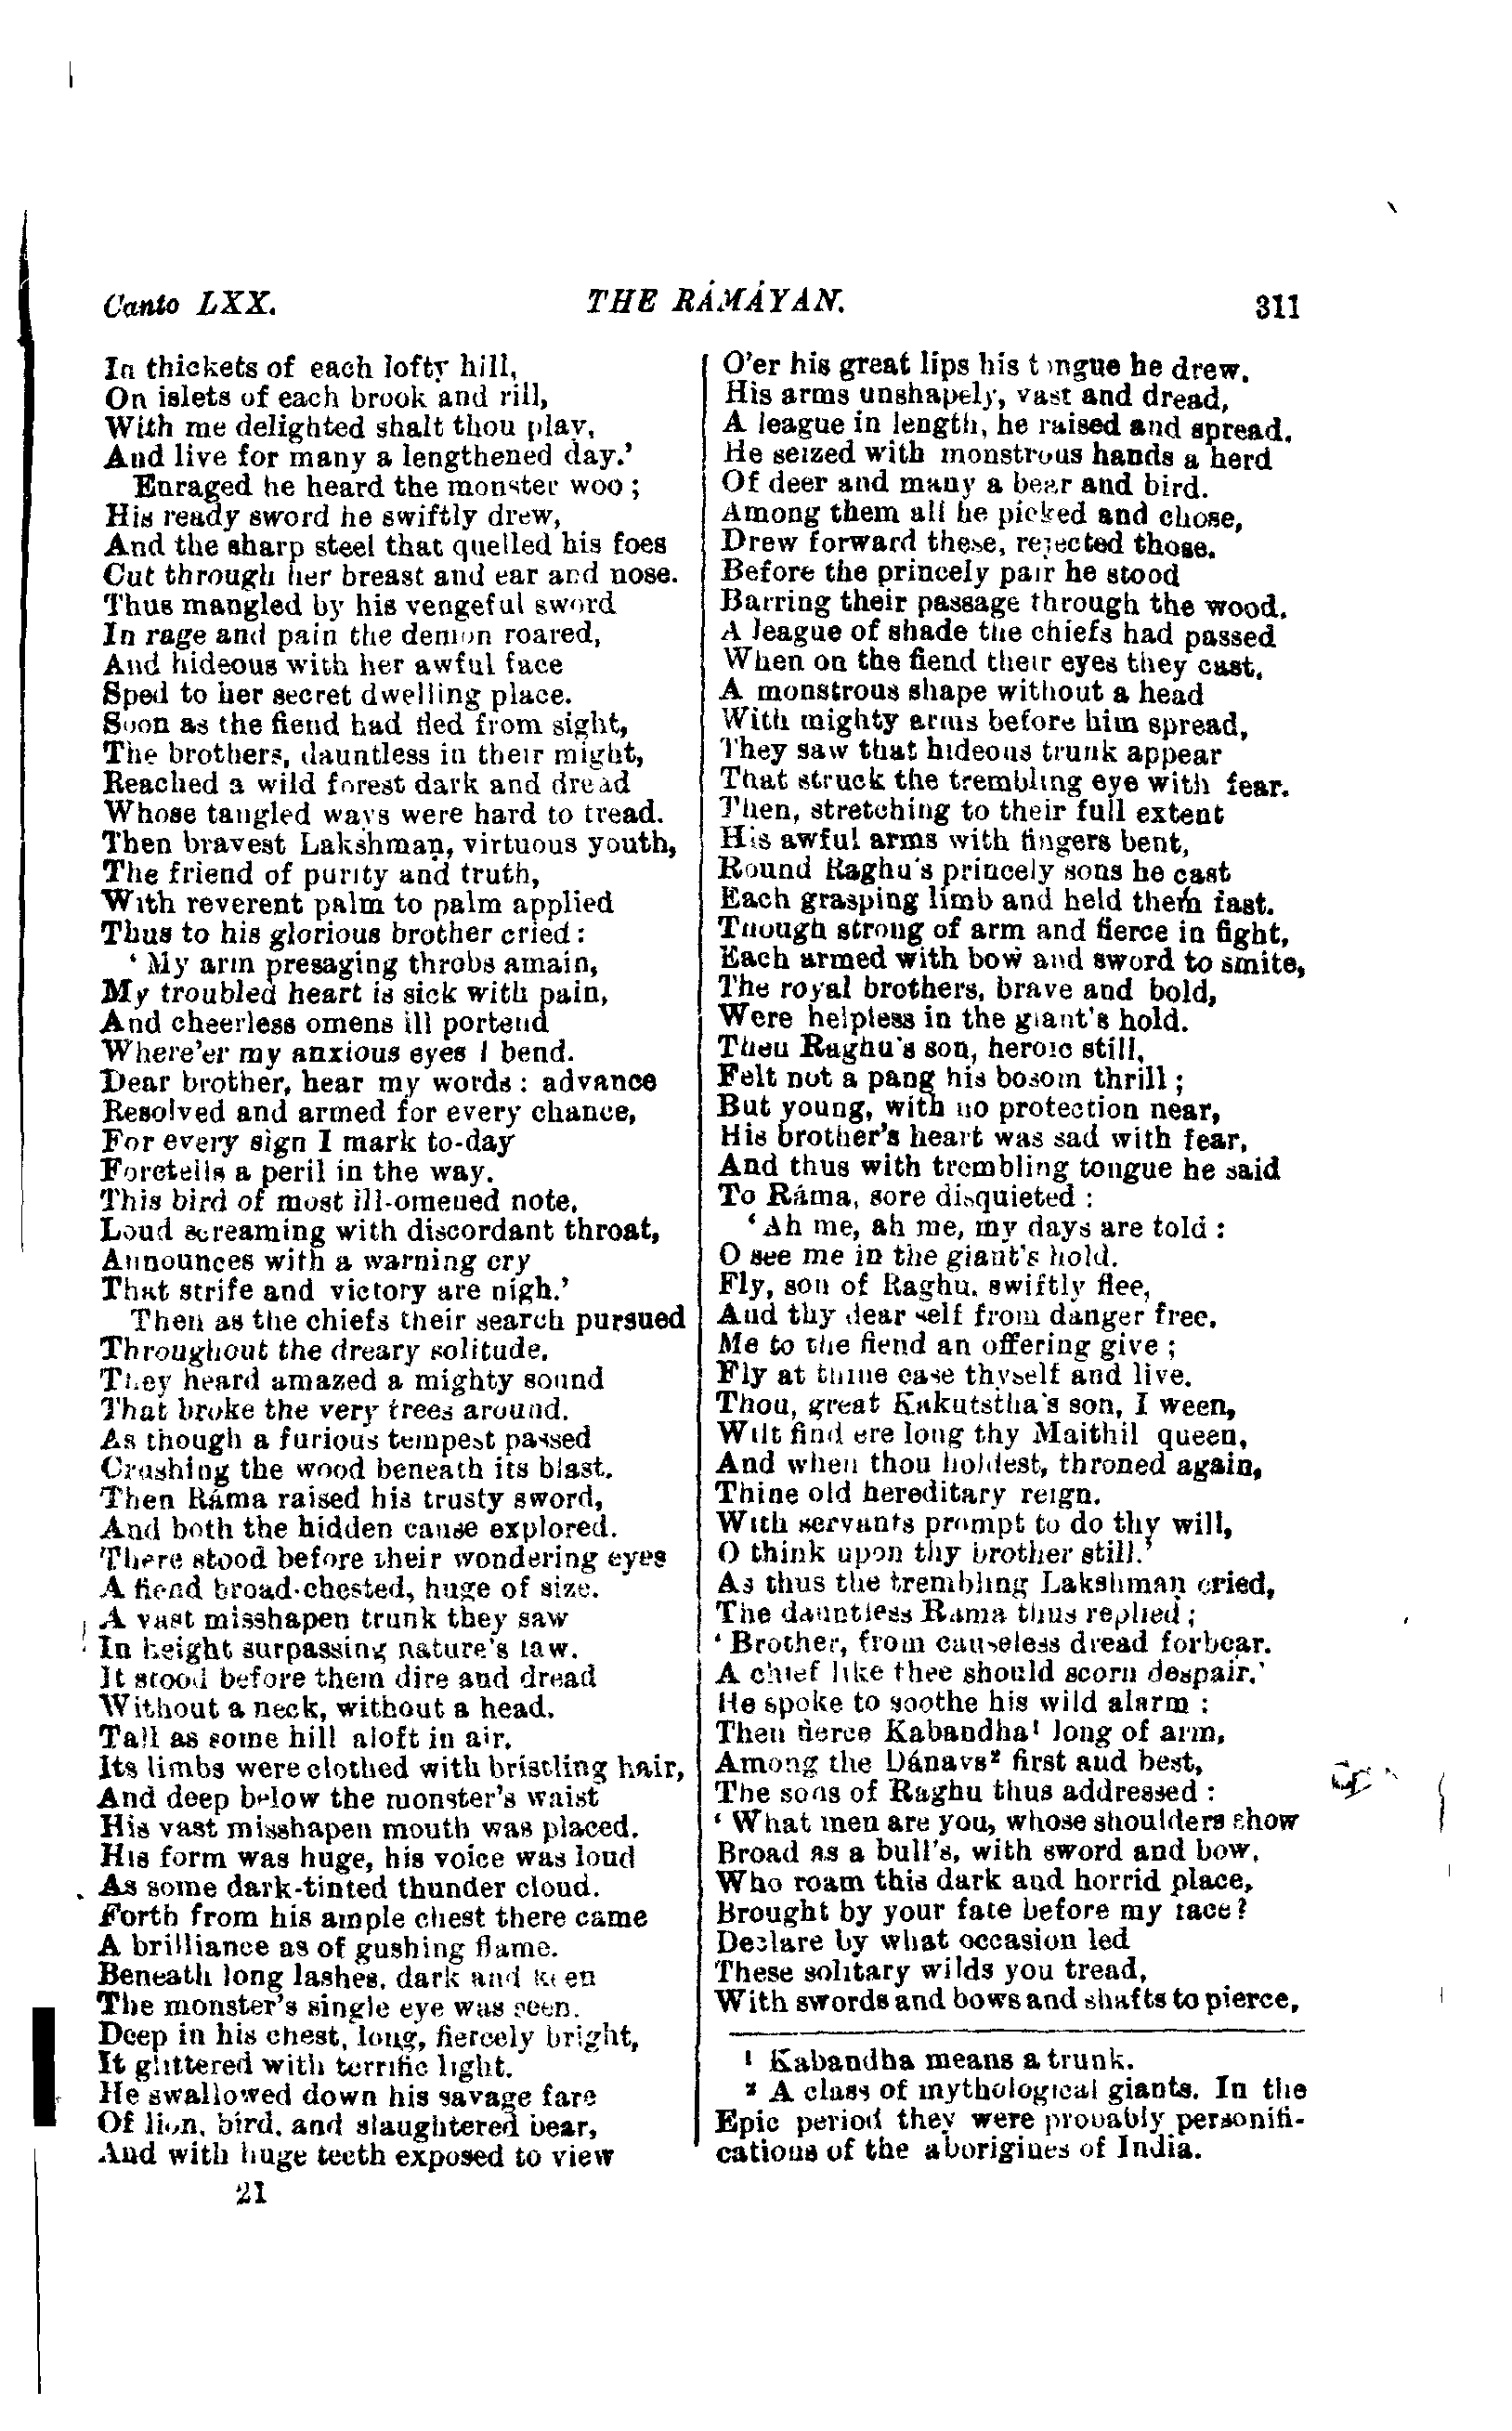 Canto LXX.
THE RÁMÁYAN.
311
In thickets of each lofty hill,
On islets of each brook and rill,
With me delighted shalt thou play,
And live for many a lengthened day.’
Enraged he heard the monster woo ;
His ready sword he swiftly drew,
And the sharp steel that quelled his foes
Cut through her breast and ear and nose.
Thus mangled by his vengeful sword
In rage and pain the demon roared,
And hideous with her awful face
Sped to her secret dwelling place.
Soon as the fiend had fled from sight,
The brothers, dauntless in their might,
Reached a wild forest dark and dread
Whose tangled ways were hard to tread.
Then bravest Lakshmaṇ, virtuous youth,
The friend of purity and truth,
With reverent palm to palm applied
Thus to his glorious brother cried :
‘ My arm presaging throbs amain,
My troubled heart is sick with pain,
And cheerless omens ill portend
Where’er my anxious eyes I bend.
Dear brother, hear my words : advance
Resolved and armed for every chance,
For every sign I mark to-day
Foretells a peril in the way.
This bird of most ill-omened note,
Loud screaming with discordant throat,
Announces with a warning cry
That strife and victory are nigh.’
Then as the chiefs their search pursued
Throughout the dreary solitude,
They heard amazed a mighty sound
That broke the very trees around,
As though a furious tempest passed
Crushing the wood beneath its blast.
Then Ráma raised his trusty sword,
And both the hidden cause explored.
There stood before their wondering eyes
A fiend broad-chested, huge of size.
A vast misshapen trunk they saw
In height surpassing nature’s law.
It stood before them dire and dread
Without a neck, without a head.
Tall as some hill aloft in air,
Its limbs were clothed with bristling hair,
And deep below the monster’s waist
His vast misshapen mouth was placed.
His form was huge, his voice was loud
As some dark-tinted thunder cloud.
Forth from his ample chest there came
A brilliance as of gushing flame.
Beneath long lashes, dark and keen
The monster’s single eye was seen.
Deep in his chest, long, fiercely bright,
It glittered with terrific light.
He swallowed down his savage fare
Of lion, bird, and slaughtered bear,
And with huge teeth exposed to view
21
O’er his great lips his tongue he drew.
His arms unshapely, vast and dread,
A league in length, he raised and spread.
He seized with monstrous hands a herd
Of deer and many a bear and bird.
Among them all he picked and chose,
Drew forward these, rejected those.
Before the princely pair he stood
Barring their passage through the wood.
A league of shade the chiefs had passed
When on the fiend their eyes they cast.
A monstrous shape without a head
With mighty arms before him spread,
They saw that hideous trunk appear
That struck the trembling eye with fear.
Then, stretching to their full extent
His awful arms with fingers bent,
Round Raghu’s princely sons he cast
Each grasping limb and held them fast.
Though strong of arm and fierce in fight,
Each armed with bow and sword to smite,
The royal brothers, brave and bold,
Were helpless in the giant’s hold.
Then Raghu’s son, heroic still,
Felt not a pang his bosom thrill ;
But young, with no protection near,
His brother’s heart was sad with fear,
And thus with trembling tongue he said
To Ráma, sore disquieted :
‘ Ah me, ah me, my days are told :
O see me in the giant’s hold.
Fly, son of Raghu, swiftly flee,
And thy dear self from danger free.
Me to the fiend an offering give ;
Fly at thine ease thyself and live.
Thou, great Kakutstha’s son, I ween,
Wilt find ere long thy Maithil queen,
And when thou holdest, throned again,
Thine old hereditary reign,
With servants prompt to do thy will,
O think upon thy brother still.’
As thus the trembling Lakshmaṇ cried,
The dauntless Ráma thus replied ;
‘ Brother, from causeless dread forbear.
A chief like thee should scorn despair.’
He spoke to soothe his wild alarm :
Then fierce Kabandha¹ long of arm,
Among the Dánavs² first and best,
The sons of Raghu thus addressed :
‘ What men are you, whose shoulders show
Broad as a bull’s, with sword and bow,
Who roam this dark and horrid place,
Brought by your fate before my face?
Declare by what occasion led
These solitary wilds you tread,
With swords and bows and shafts to pierce,
¹ Kabandha means a trunk.
² A class of mythological giants. In the
Epic period they were probably personifi-
cations of the aborigines of India.